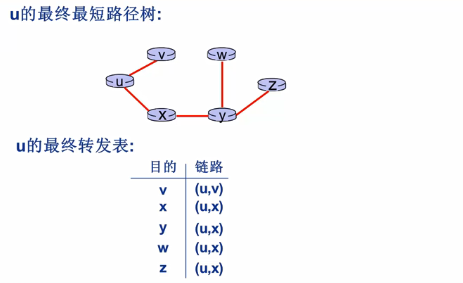 u的最终最短路径树:
v w
u z
x y
u的最终转发表:
目的 链路
v (u,v)
x (u,x)
y (u,x)
w (u,x)
z (u,x)